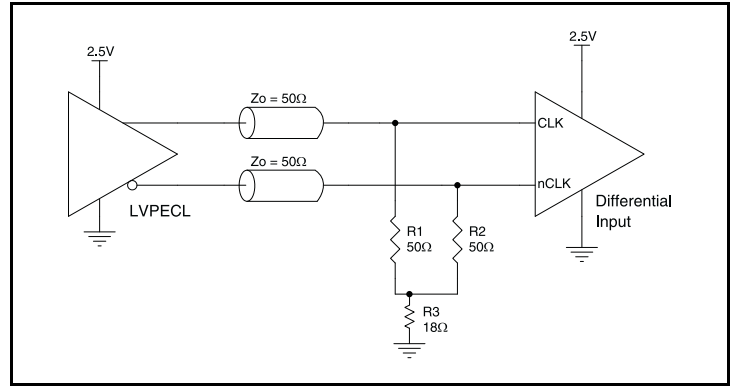 2.5V
2.5V
Zo = 50Ω
CLK
Zo = 50Ω
nCLK
LVPECL
Differential
Input
R1
50Ω
R2
50Ω
R3
18Ω